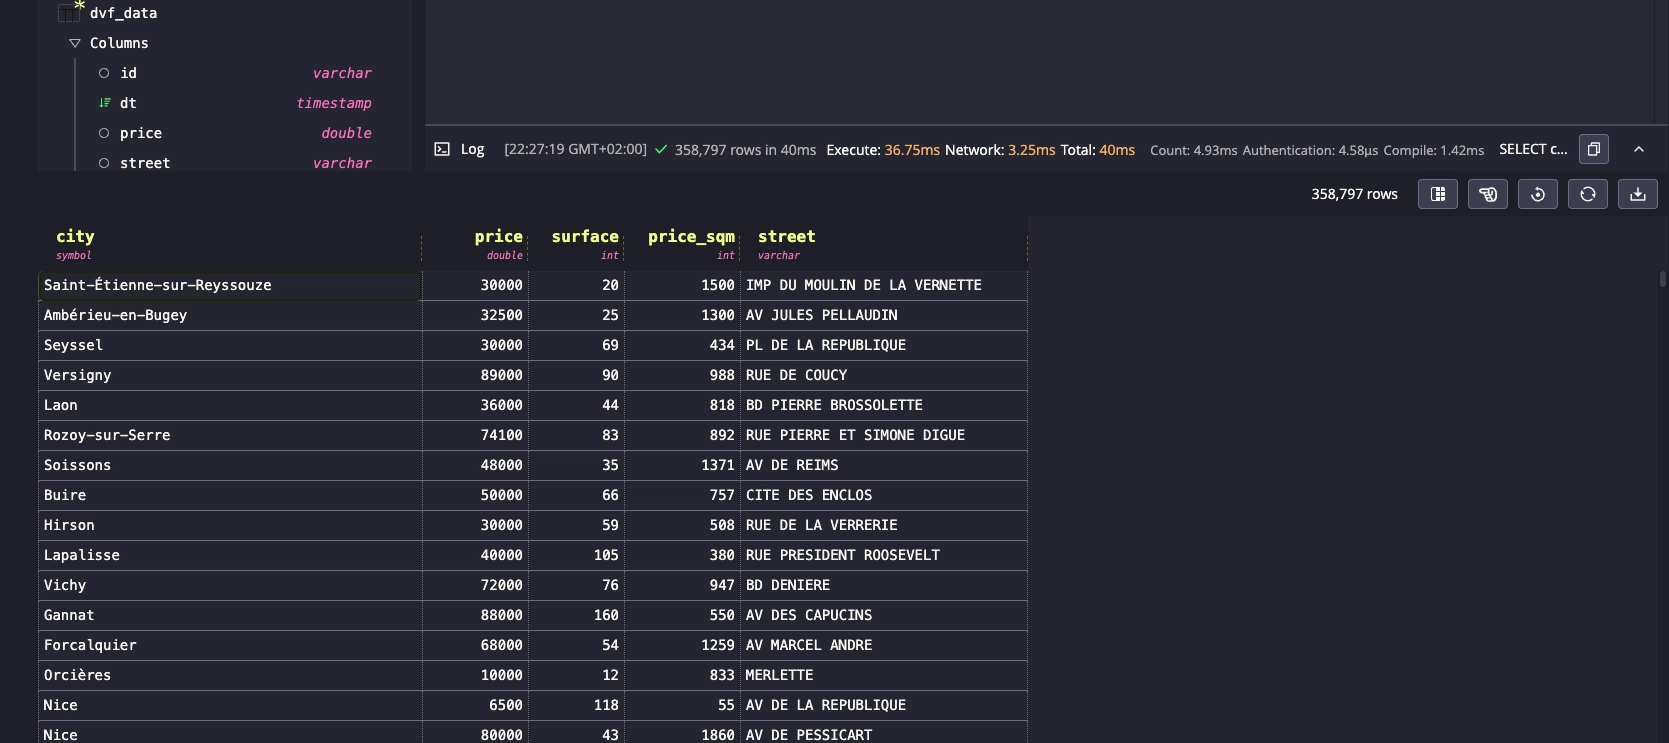 dvf_data
Columns
id varchar
dt timestamp
price double
street varchar
Log [22:27:19 GMT+02:00] 358,797 rows in 40ms Execute: 36.75ms Network: 3.25ms Total: 40ms Count: 4.93ms Authentication: 4.58µs Compile: 1.42ms SELECT c...
358,797 rows
city price surface price_sqm street
symbol double int int varchar
Saint-Étienne-sur-Reyssouze 30000 20 1500 IMP DU MOULIN DE LA VERNETTE
Ambérieu-en-Bugey 32500 25 1300 AV JULES PELLAUDIN
Seyssel 30000 69 434 PL DE LA REPUBLIQUE
Versigny 89000 90 988 RUE DE COUCY
Laon 36000 44 818 BD PIERRE BROSSOLETTE
Rozoy-sur-Serre 74100 83 892 RUE PIERRE ET SIMONE DIGUE
Soissons 48000 35 1371 AV DE REIMS
Buire 50000 66 757 CITE DES ENCLOS
Hirson 30000 59 508 RUE DE LA VERRERIE
Lapalisse 40000 105 380 RUE PRESIDENT ROOSEVELT
Vichy 72000 76 947 BD DENIERE
Gannat 88000 160 550 AV DES CAPUCINS
Forcalquier 68000 54 1259 AV MARCEL ANDRE
Orcières 10000 12 833 MERLETTE
Nice 6500 118 55 AV DE LA REPUBLIQUE
Nice 80000 43 1860 AV DE PESSICART